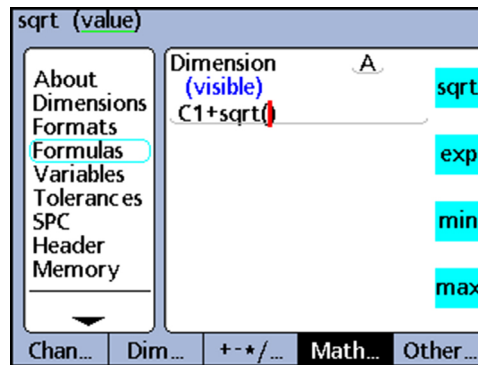 sqrt (value)
About
Dimensions
Formats
Formulas
Variables
Tolerances
SPC
Header
Memory
Dimension A
(visible)
C1+sqrt()
sqrt
exp
min
max
Chan... Dim... +-*/... Math... Other...